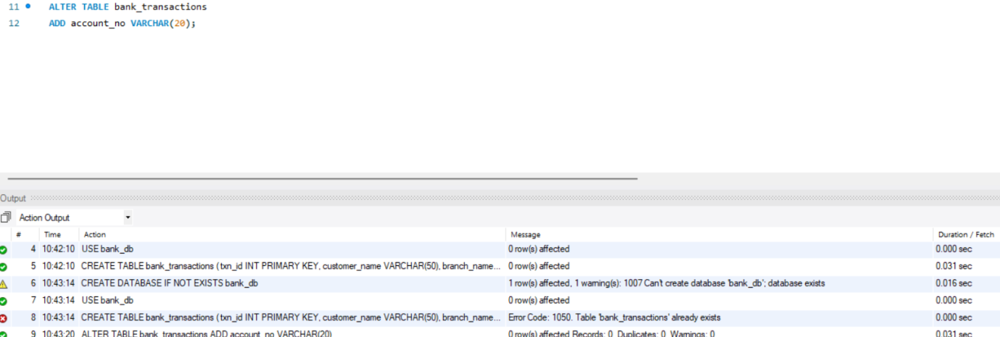 11 ALTER TABLE bank_transactions
12 ADD account_no VARCHAR(20);
Output
Action Output
# Time Action Message Duration / Fetch
4 10:42:10 USE bank_db 0 row(s) affected 0.000 sec
5 10:42:10 CREATE TABLE bank_transactions ( txn_id INT PRIMARY KEY, customer_name VARCHAR(50), branch_name... 0 row(s) affected 0.031 sec
6 10:43:14 CREATE DATABASE IF NOT EXISTS bank_db 1 row(s) affected, 1 warning(s): 1007 Can't create database 'bank_db'; database exists 0.016 sec
7 10:43:14 USE bank_db 0 row(s) affected 0.000 sec
8 10:43:14 CREATE TABLE bank_transactions ( txn_id INT PRIMARY KEY, customer_name VARCHAR(50), branch_name... Error Code: 1050. Table 'bank_transactions' already exists 0.000 sec
9 10:43:20 ALTER TABLE bank_transactions ADD account_no VARCHAR(20) 0 row(s) affected Records: 0 Duplicates: 0 Warnings: 0 0.031 sec